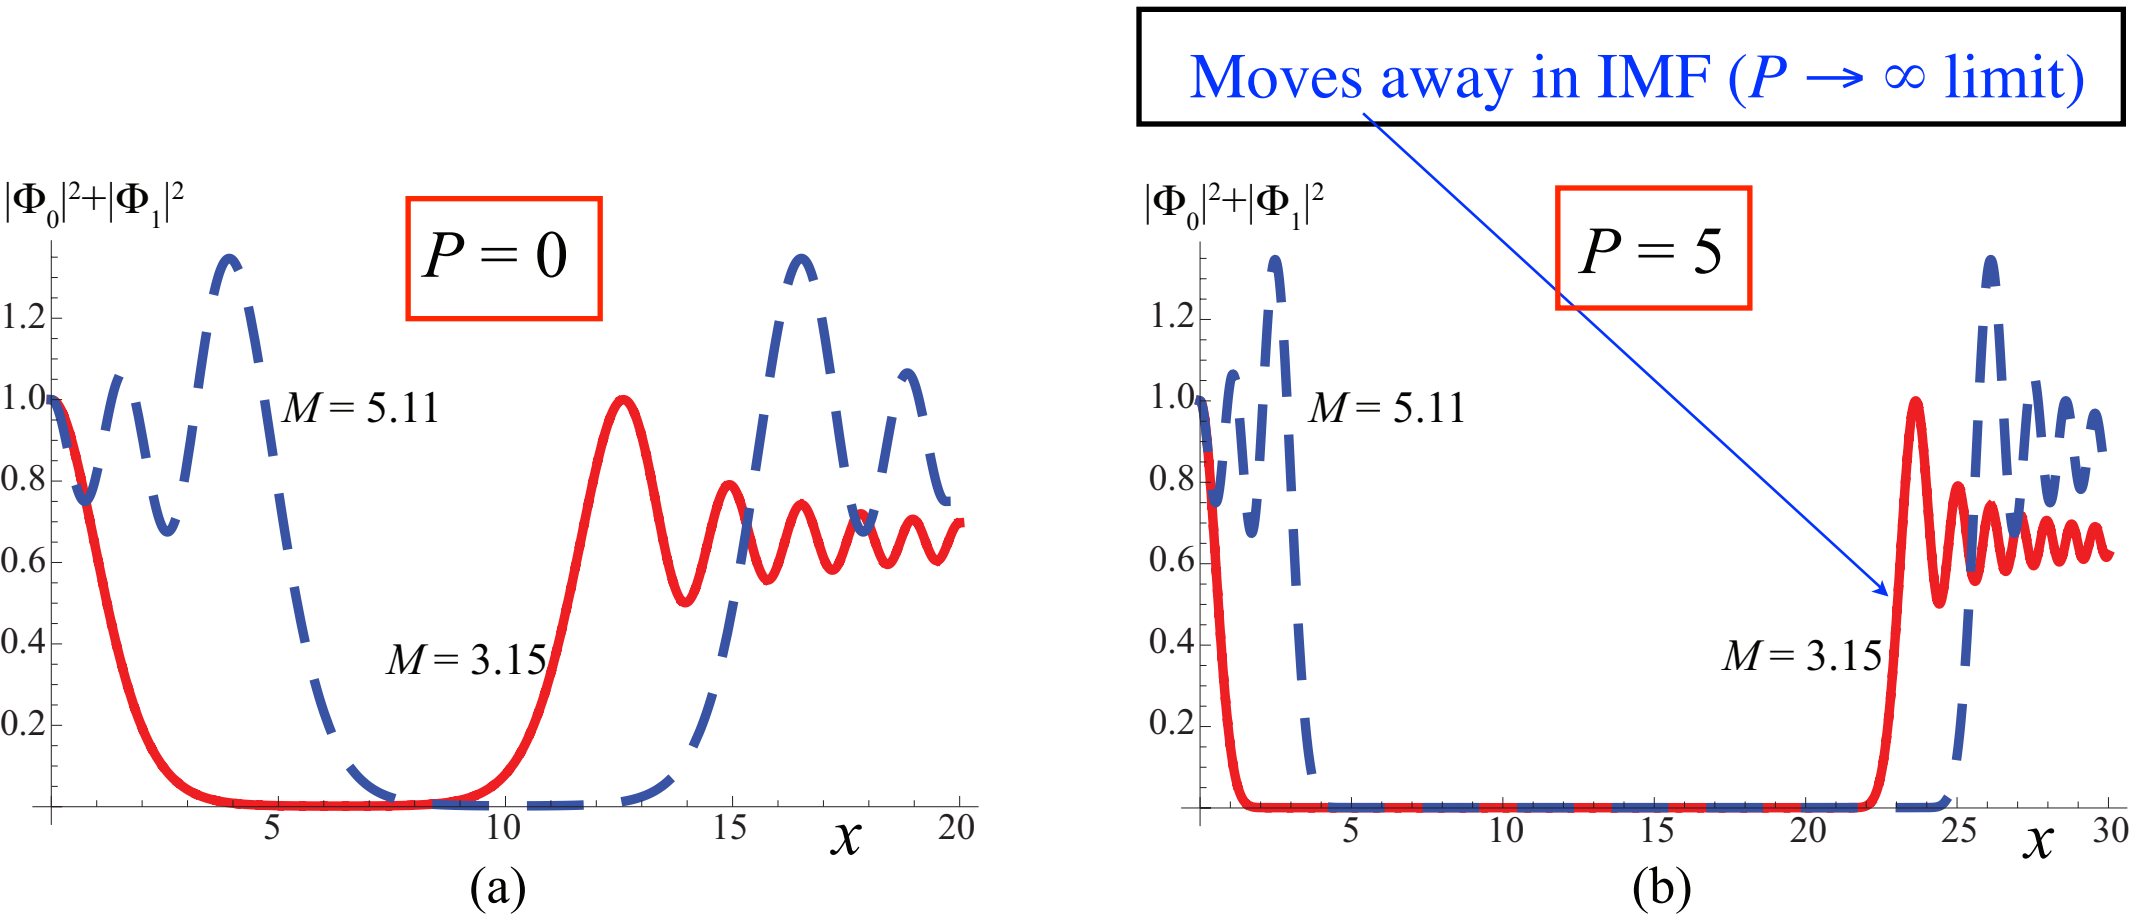 Moves away in IMF (P → ∞ limit)
|Φ₀|²+|Φ₁|²
P = 0
1.2
1.0
0.8
0.6
0.4
0.2
M = 5.11
M = 3.15
5 10 15 20
x
(a)
|Φ₀|²+|Φ₁|²
P = 5
1.2
1.0
0.8
0.6
0.4
0.2
M = 5.11
M = 3.15
5 10 15 20 25 30
x
(b)